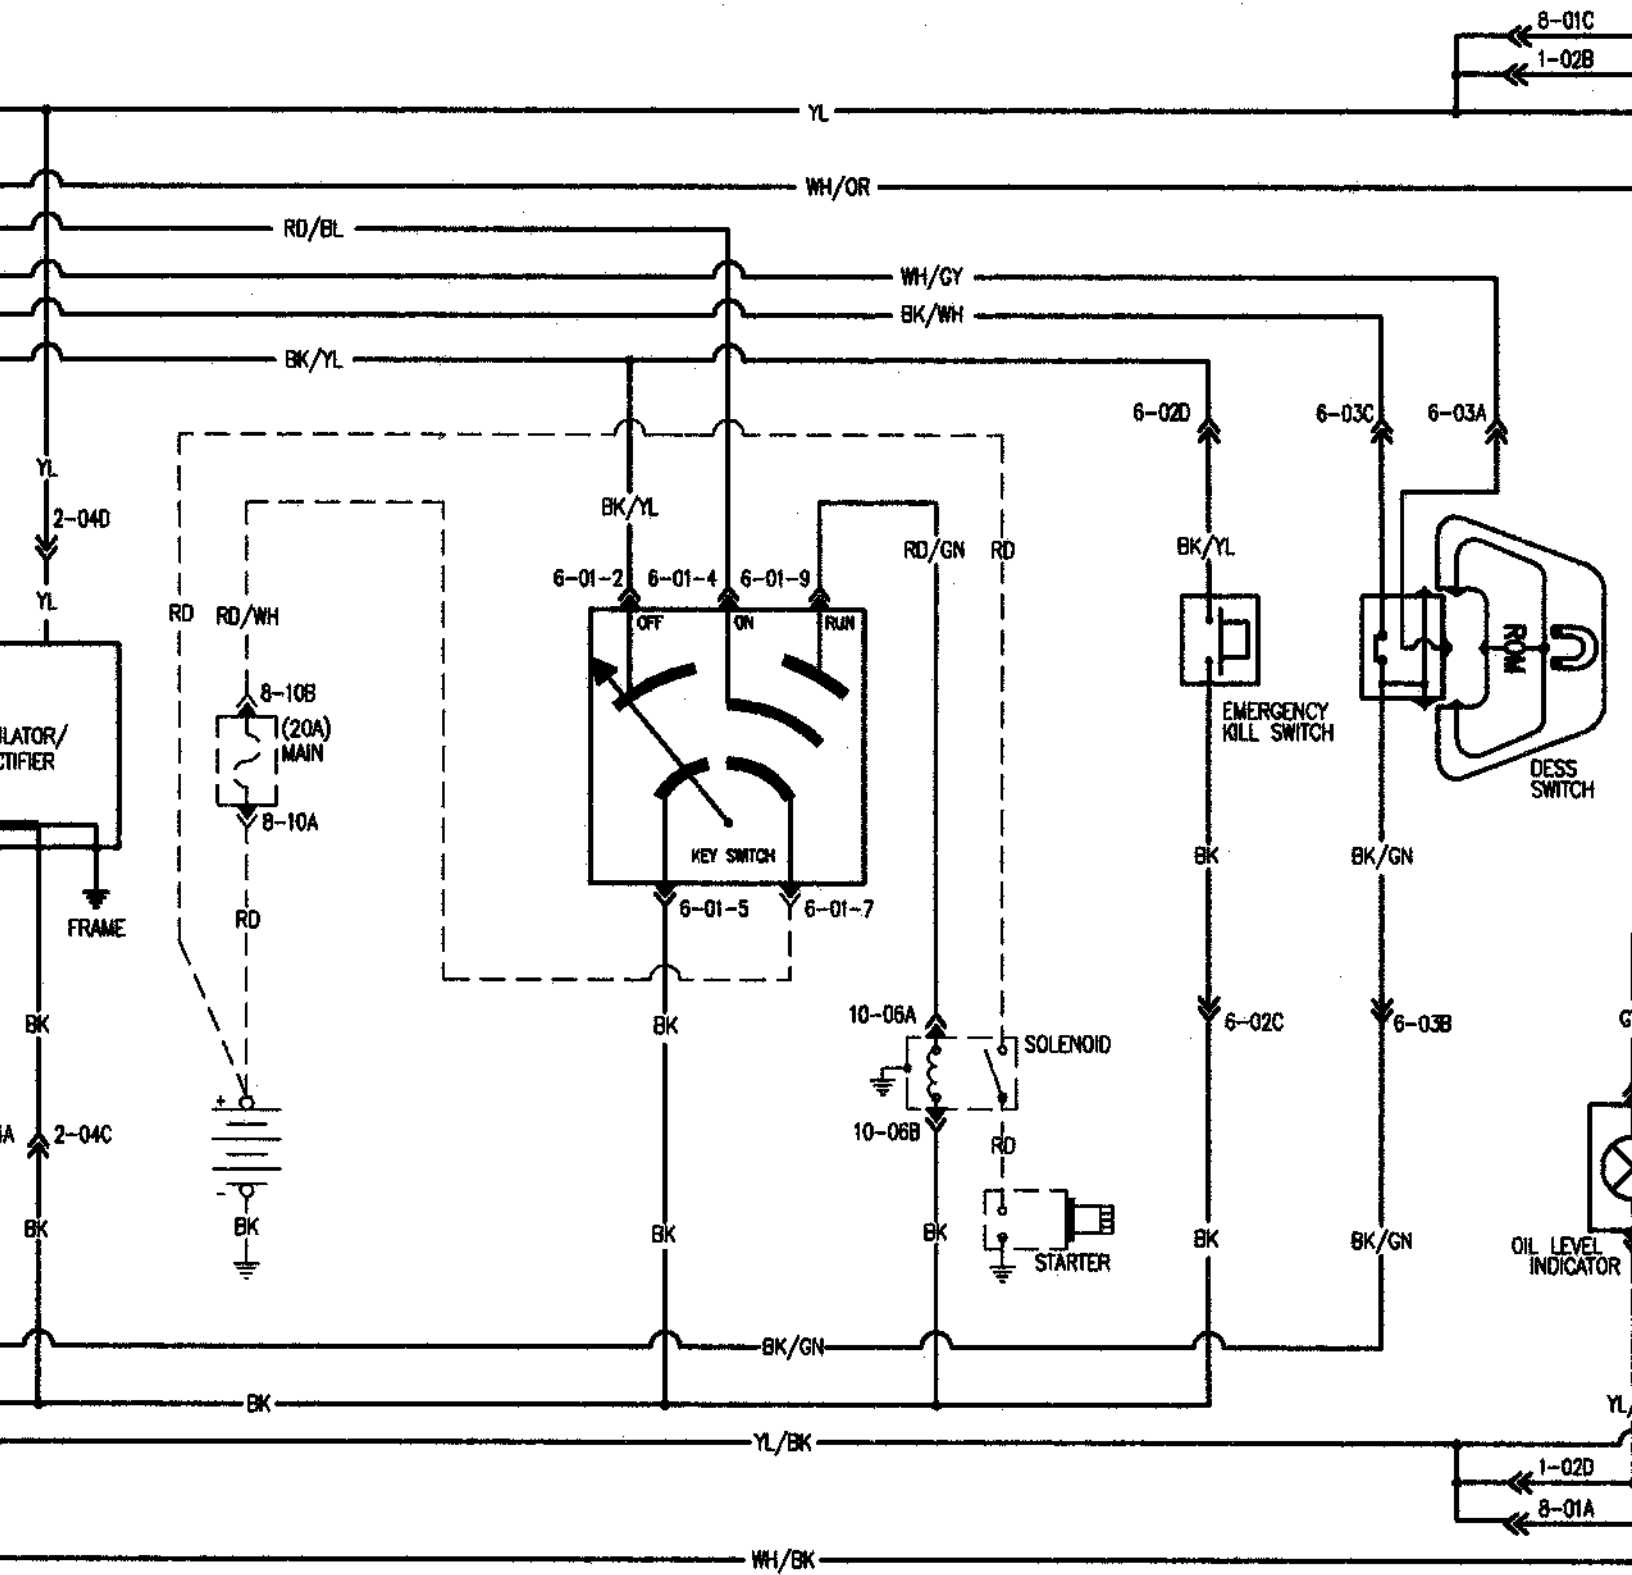 8-01C
1-02B
YL
WH/OR
RD/BL
WH/GY
BK/WH
BK/YL
6-02D
6-03C
6-03A
YL
2-04D
BK/YL
RD/GN
RD
BK/YL
YL
RD
RD/WH
6-01-2
6-01-4
6-01-9
OFF
ON
RUN
ROM
8-10B
(20A)
MAIN
EMERGENCY
KILL SWITCH
DESS
SWITCH
ULATOR/
CTIFIER
8-10A
KEY SWITCH
BK
BK/GN
FRAME
RD
6-01-5
6-01-7
BK
BK
10-06A
6-02C
6-03B
G
SOLENOID
+
2-04C
10-06B
RD
-
BK
BK
BK
BK
BK
BK/GN
STARTER
OIL LEVEL
INDICATOR
BK/GN
BK
YL/
YL/BK
1-02D
8-01A
WH/BK